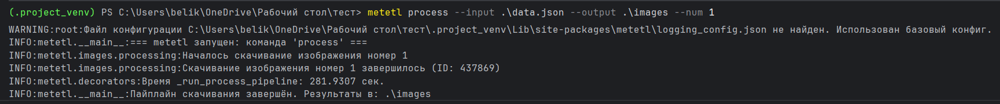 (.project_venv) PS C:\Users\belik\OneDrive\Рабочий стол\тест> metetl process --input .\data.json --output .\images --num 1
WARNING:root:Файл конфигурации C:\Users\belik\OneDrive\Рабочий стол\тест\.project_venv\Lib\site-packages\metetl\logging_config.json не найден. Использован базовый конфиг.
INFO:metetl.__main__:=== metetl запущен: команда 'process' ===
INFO:metetl.images.processing:Началось скачивание изображения номер 1
INFO:metetl.images.processing:Скачивание изображения номер 1 завершилось (ID: 437869)
INFO:metetl.decorators:Время _run_process_pipeline: 281.9307 сек.
INFO:metetl.__main__:Пайплайн скачивания завершён. Результаты в: .\images